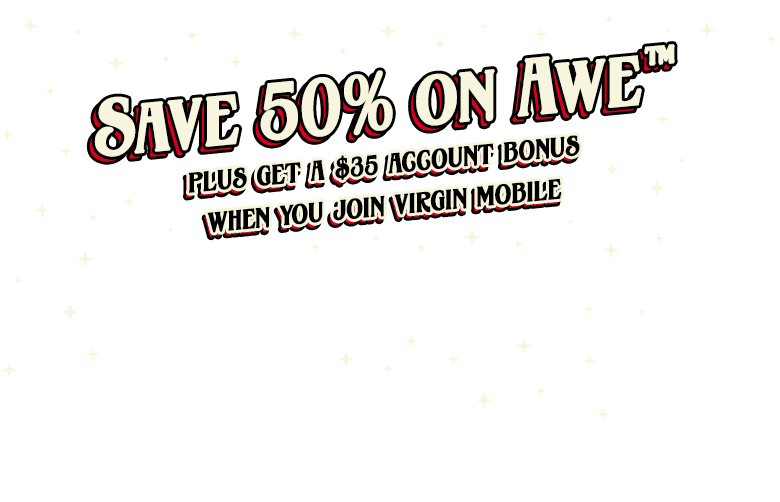 SAVE 50% ON AWE™
PLUS GET A $35 ACCOUNT BONUS
WHEN YOU JOIN VIRGIN MOBILE